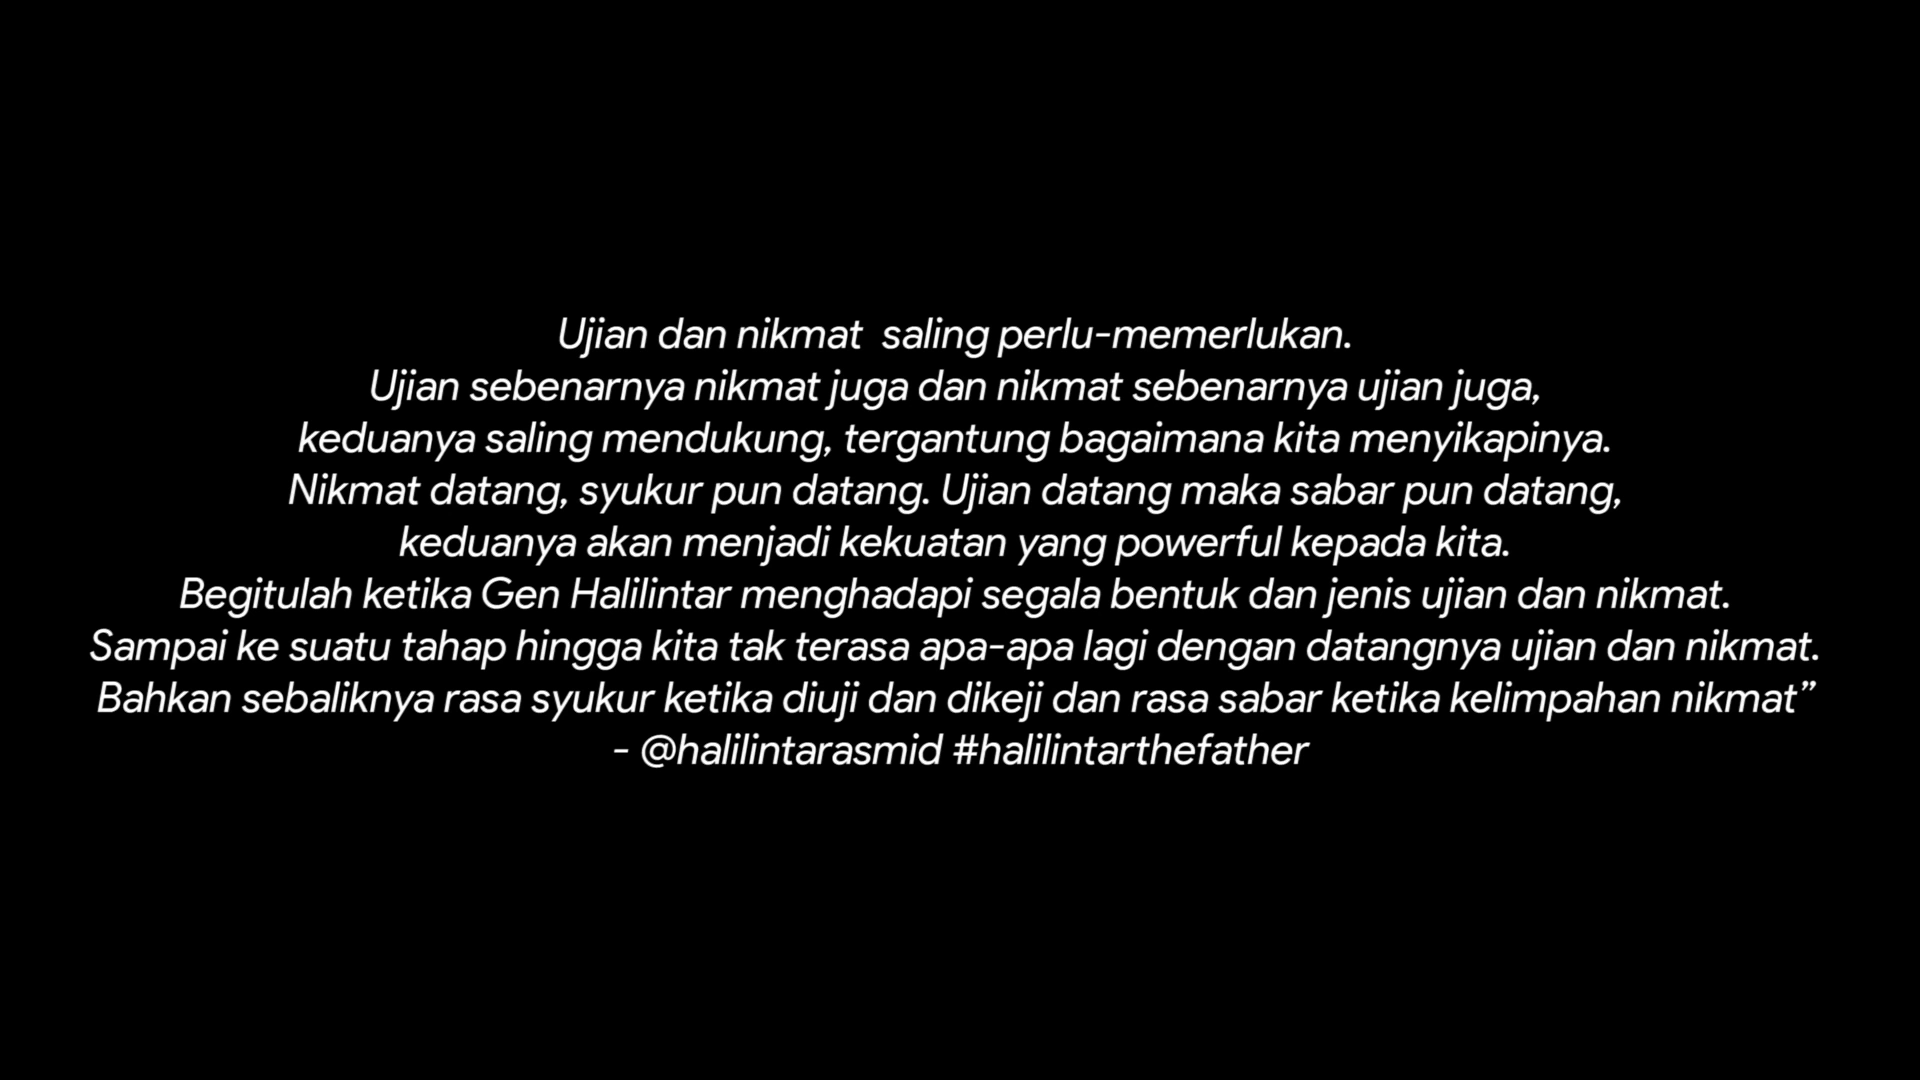 Ujian dan nikmat  saling perlu-memerlukan.
Ujian sebenarnya nikmat juga dan nikmat sebenarnya ujian juga,
keduanya saling mendukung, tergantung bagaimana kita menyikapinya.
Nikmat datang, syukur pun datang. Ujian datang maka sabar pun datang,
keduanya akan menjadi kekuatan yang powerful kepada kita.
Begitulah ketika Gen Halilintar menghadapi segala bentuk dan jenis ujian dan nikmat.
Sampai ke suatu tahap hingga kita tak terasa apa-apa lagi dengan datangnya ujian dan nikmat.
Bahkan sebaliknya rasa syukur ketika diuji dan dikeji dan rasa sabar ketika kelimpahan nikmat”
- @halilintarasmid #halilintarthefather